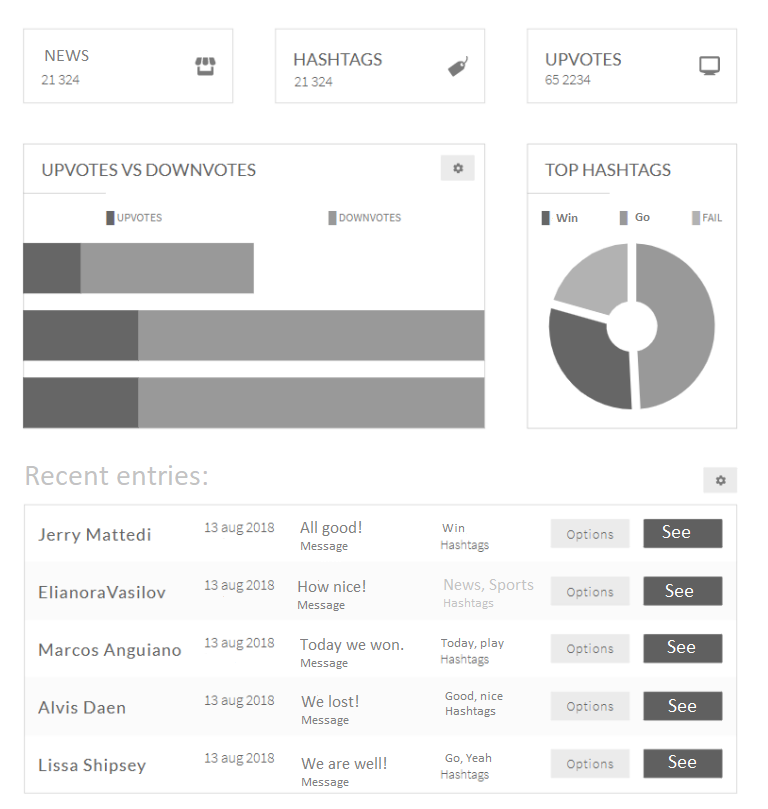 NEWS
21 324
HASHTAGS
21 324
UPVOTES
65 2234
UPVOTES VS DOWNVOTES
UPVOTES DOWNVOTES
TOP HASHTAGS
Win Go FAIL
Recent entries:
Jerry Mattedi 13 aug 2018 All good! Win Options See
Message Hashtags
ElianoraVasilov 13 aug 2018 How nice! News, Sports Options See
Message Hashtags
Marcos Anguiano 13 aug 2018 Today we won. Today, play Options See
Message Hashtags
Alvis Daen 13 aug 2018 We lost! Good, nice Options See
Message Hashtags
Lissa Shipsey 13 aug 2018 We are well! Go, Yeah Options See
Message Hashtags